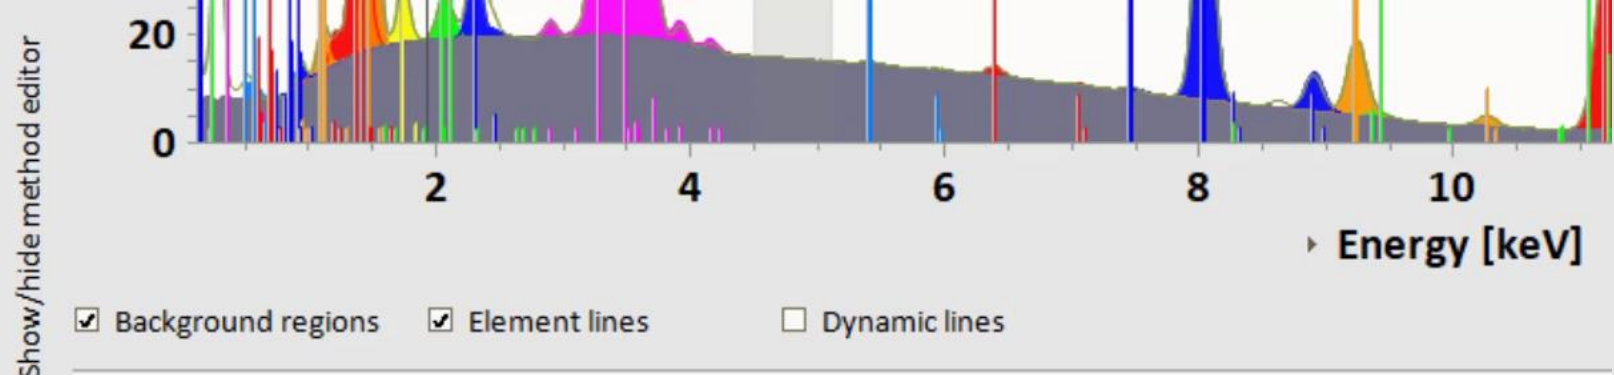 Show/hide method editor
20
0
2 4 6 8 10
Energy [keV]
Background regions Element lines Dynamic lines